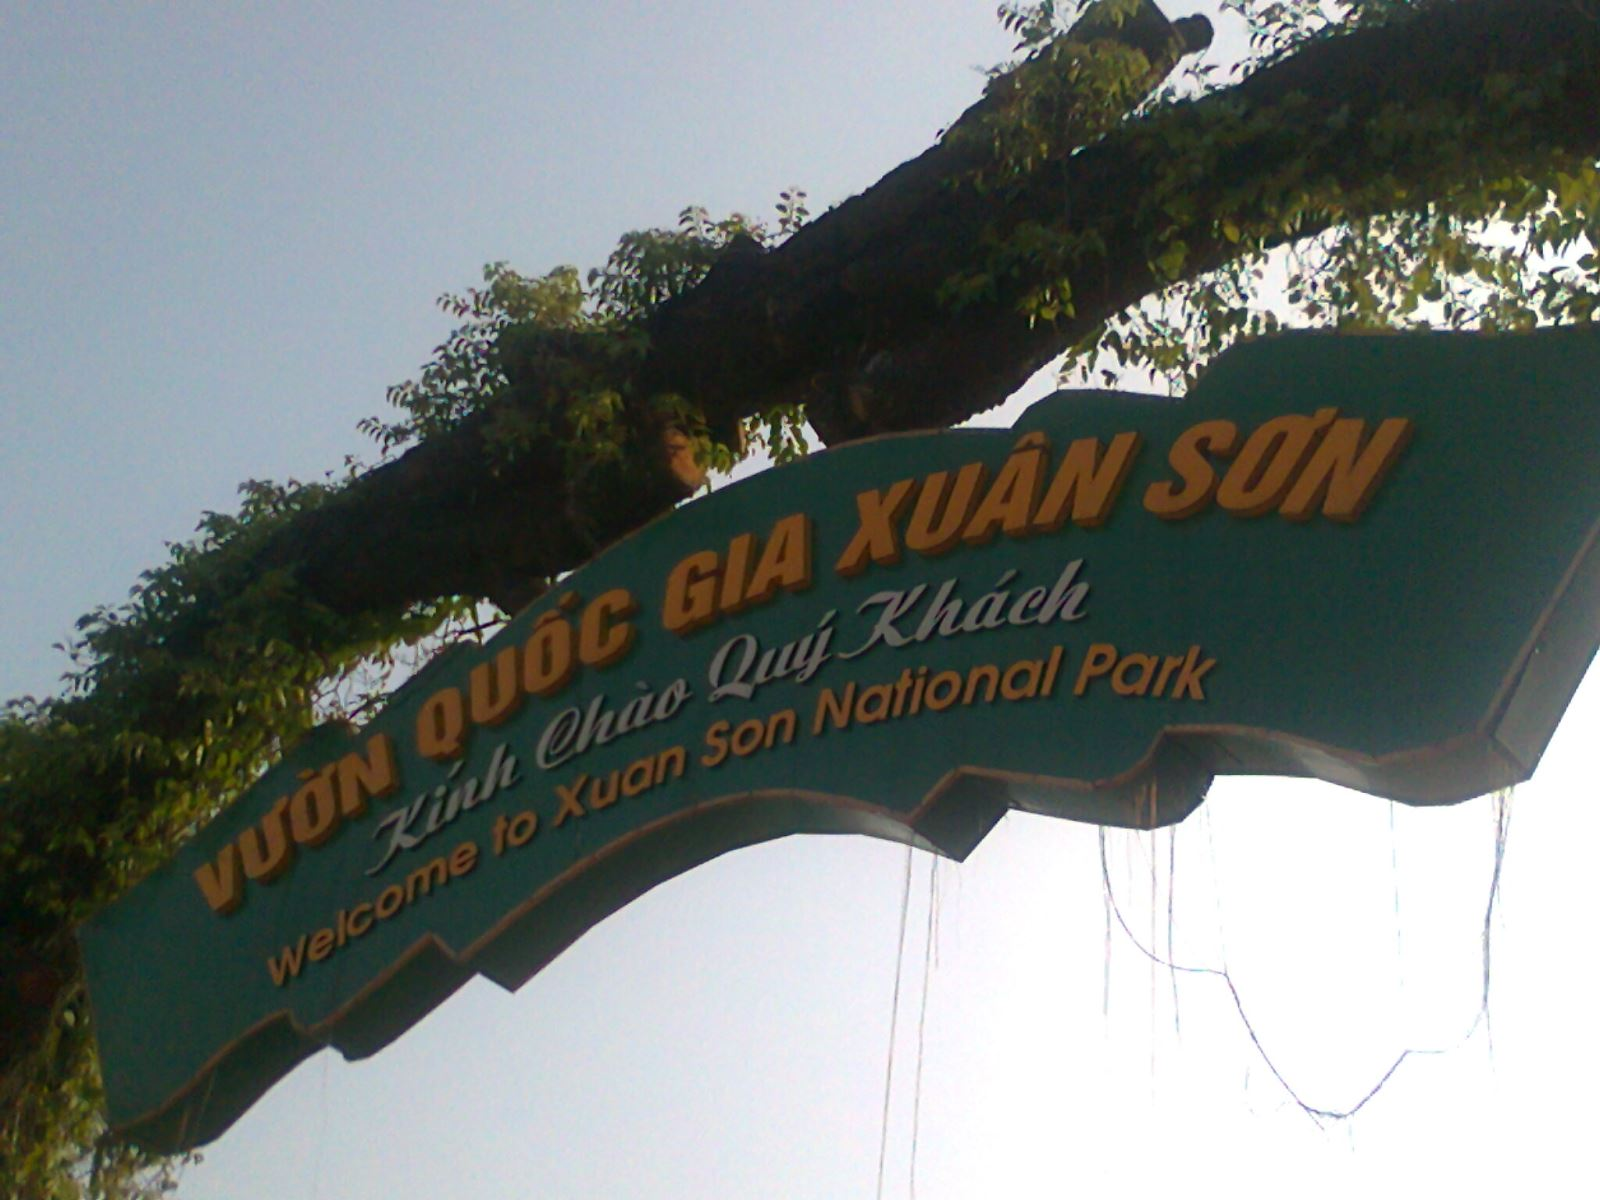 VƯỜN QUỐC GIA XUÂN SƠN
Kính Chào Quý Khách
Welcome to Xuan Son National Park